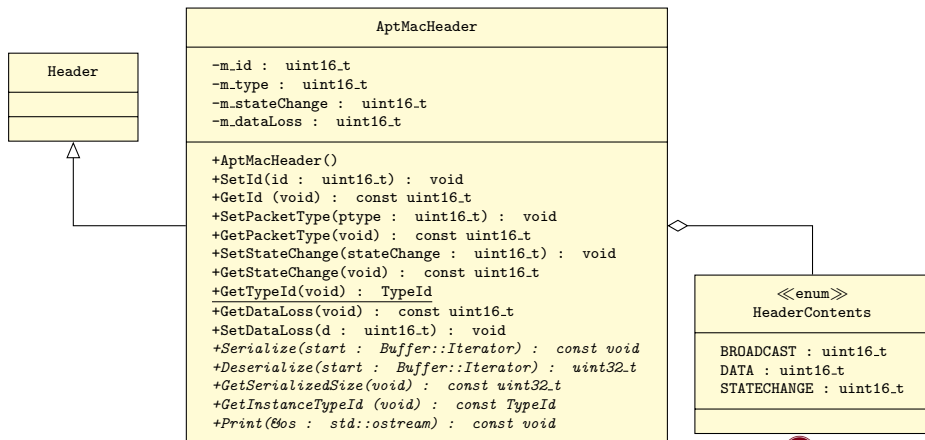 Header
AptMacHeader
-m_id : uint16_t
-m_type : uint16_t
-m_stateChange : uint16_t
-m_dataLoss : uint16_t
+AptMacHeader()
+SetId(id : uint16_t) : void
+GetId (void) : const uint16_t
+SetPacketType(ptype : uint16_t) : void
+GetPacketType(void) : const uint16_t
+SetStateChange(stateChange : uint16_t) : void
+GetStateChange(void) : const uint16_t
+GetTypeId(void) : TypeId
+GetDataLoss(void) : const uint16_t
+SetDataLoss(d : uint16_t) : void
+Serialize(start : Buffer::Iterator) : const void
+Deserialize(start : Buffer::Iterator) : uint32_t
+GetSerializedSize(void) : const uint32_t
+GetInstanceTypeId (void) : const TypeId
+Print(&os : std::ostream) : const void
≪enum≫
HeaderContents
BROADCAST : uint16_t
DATA : uint16_t
STATECHANGE : uint16_t